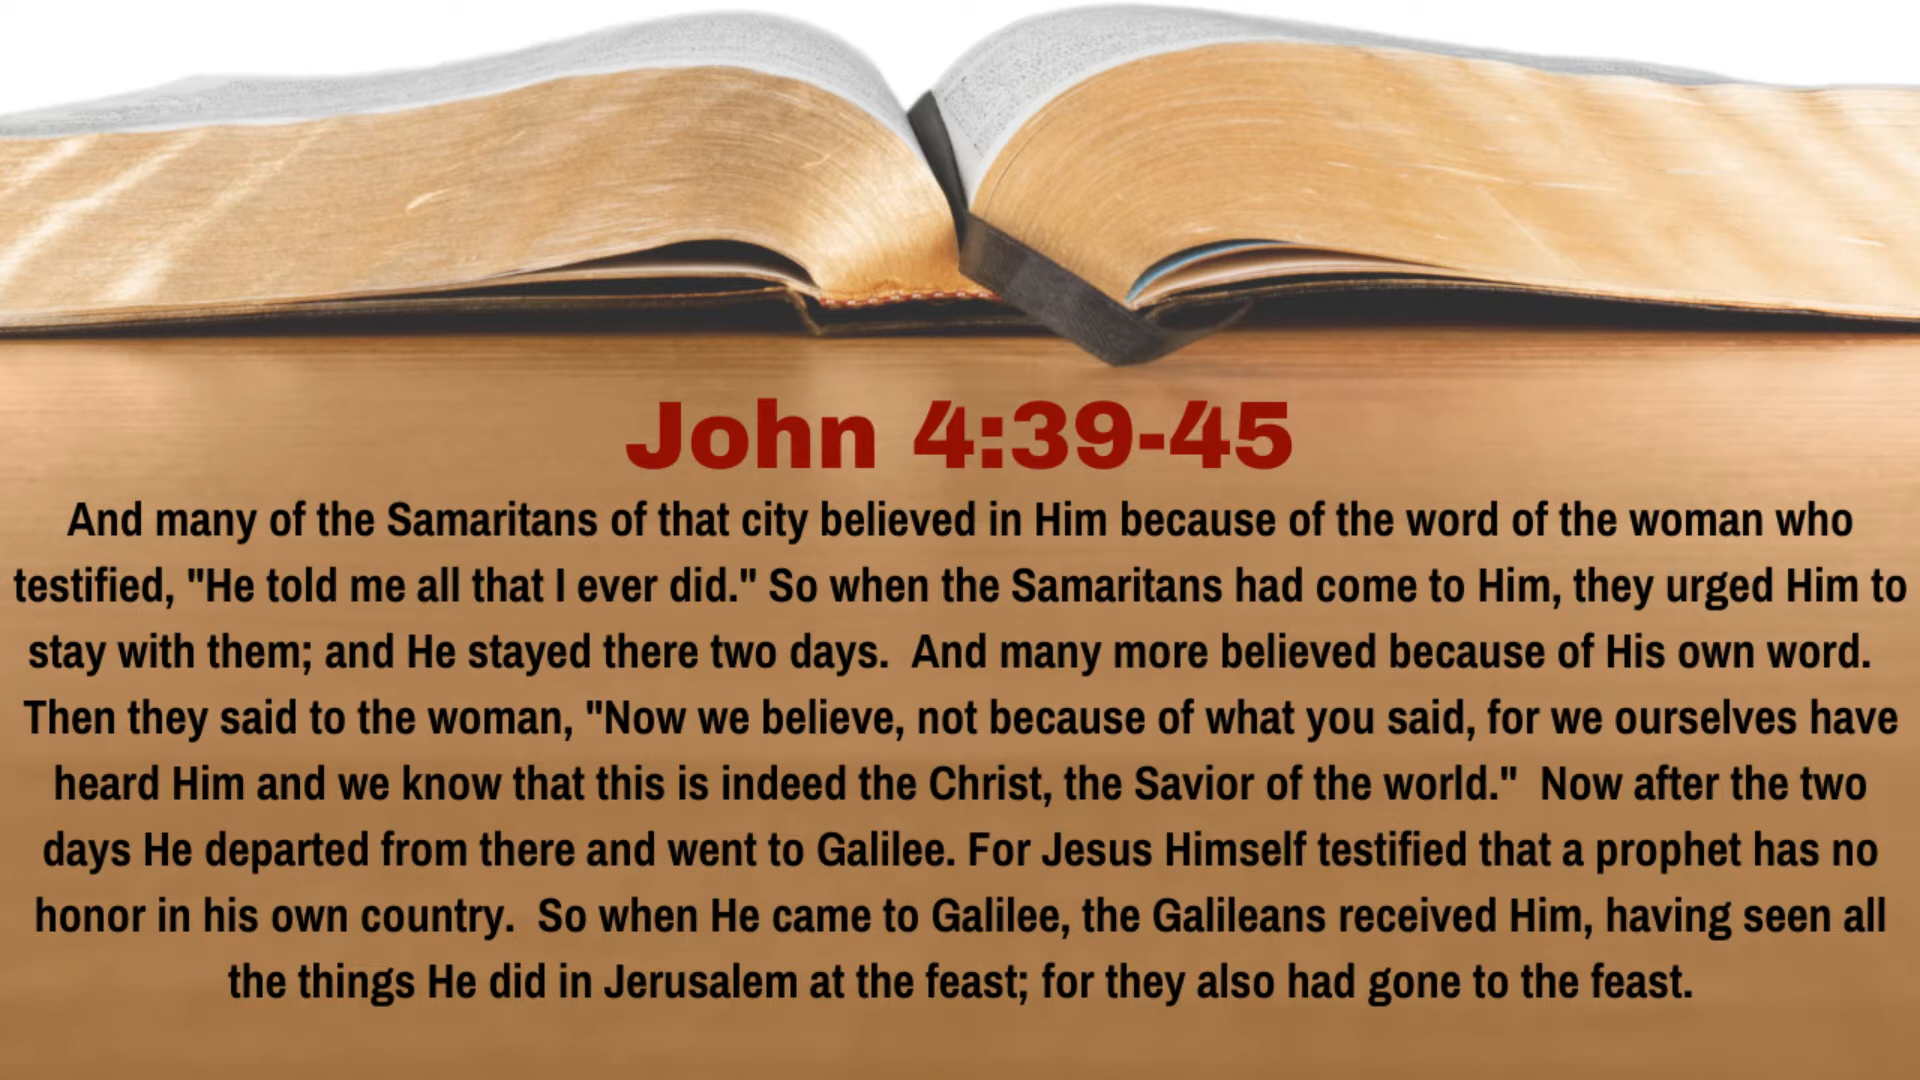 John 4:39-45
And many of the Samaritans of that city believed in Him because of the word of the woman who
testified, "He told me all that I ever did." So when the Samaritans had come to Him, they urged Him to
stay with them; and He stayed there two days.  And many more believed because of His own word.
Then they said to the woman, "Now we believe, not because of what you said, for we ourselves have
heard Him and we know that this is indeed the Christ, the Savior of the world."  Now after the two
days He departed from there and went to Galilee. For Jesus Himself testified that a prophet has no
honor in his own country.  So when He came to Galilee, the Galileans received Him, having seen all
the things He did in Jerusalem at the feast; for they also had gone to the feast.